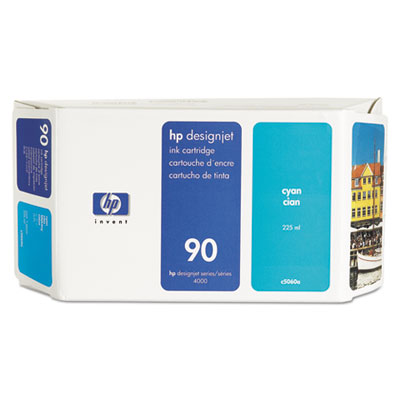 90
hp designjet
hp
invent
hp designjet
ink cartridge
cartouche d'encre
cartucho de tinta
90
hp designjet series/séries
4000
cyan
cian
225 ml
c5060a